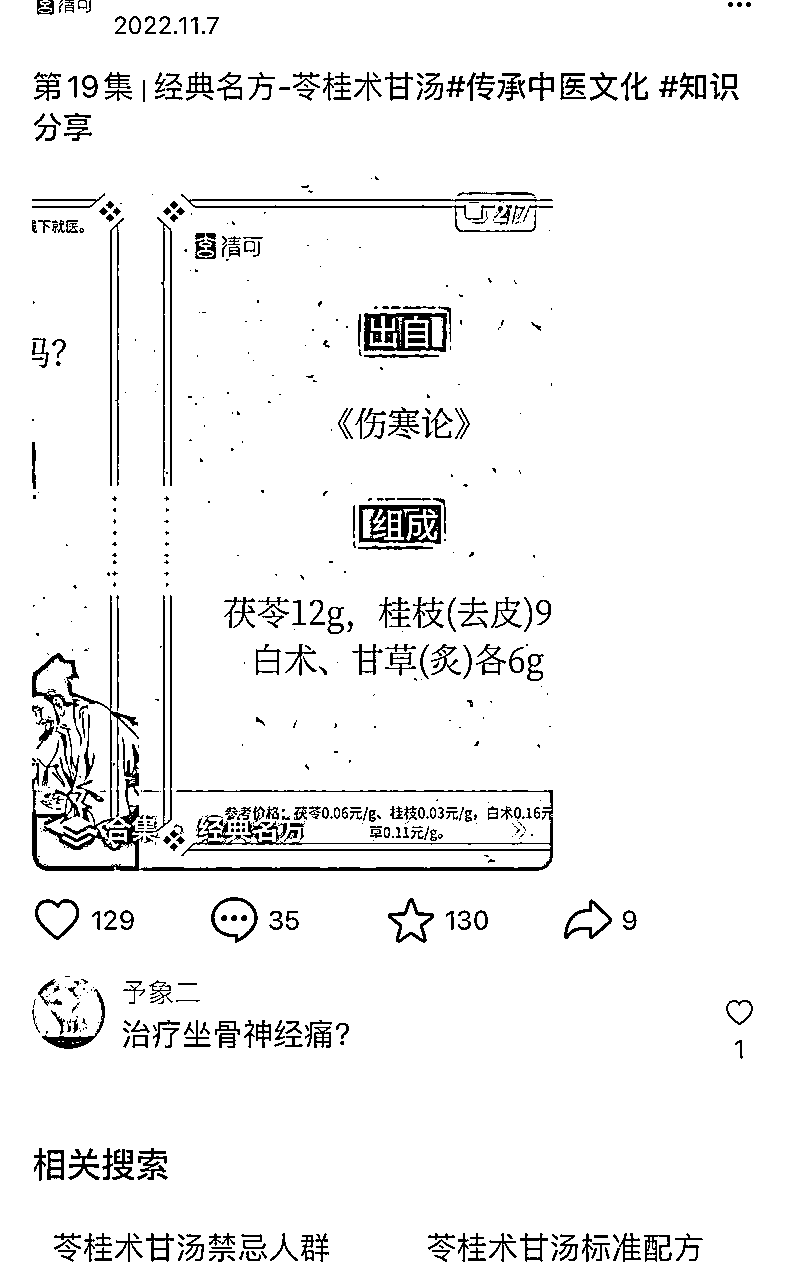 清可
2022.11.7
第19集 | 经典名方-苓桂术甘汤#传承中医文化 #知识
分享
线下就医。
清可
2/7
吗？
出自
《伤寒论》
组成
茯苓12g，桂枝(去皮)9
白术、甘草(炙)各6g
参考价格：茯苓0.06元/g、桂枝0.03元/g，白术0.16元
草0.11元/g。
合集 经典名方
129 35 130 9
予象二
治疗坐骨神经痛？
1
相关搜索
苓桂术甘汤禁忌人群 苓桂术甘汤标准配方